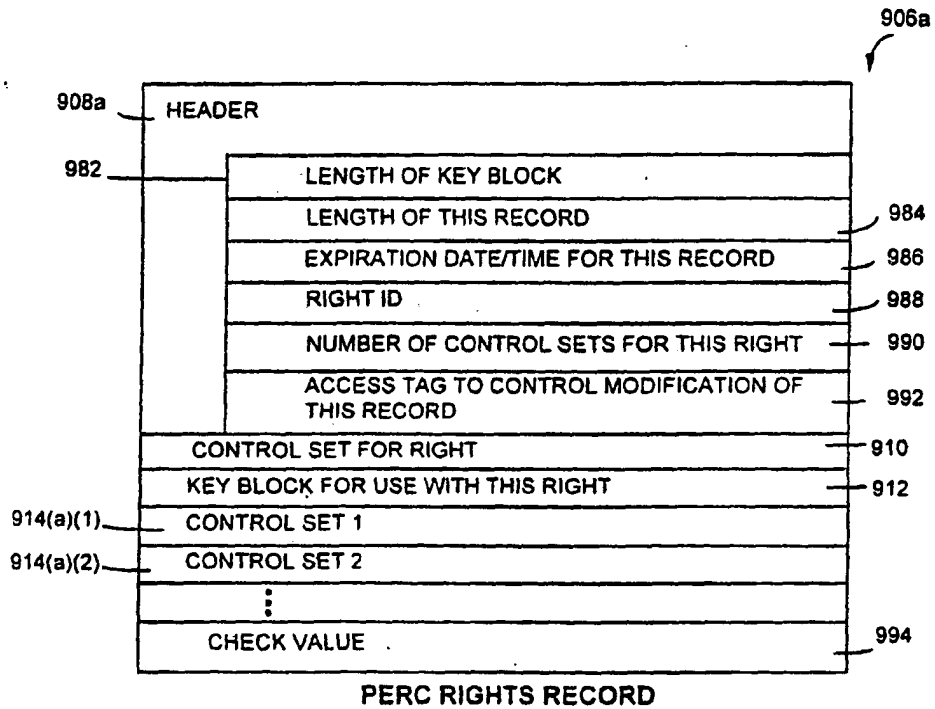 906a
908a HEADER
982 LENGTH OF KEY BLOCK
LENGTH OF THIS RECORD 984
EXPIRATION DATE/TIME FOR THIS RECORD 986
RIGHT ID 988
NUMBER OF CONTROL SETS FOR THIS RIGHT 990
ACCESS TAG TO CONTROL MODIFICATION OF
THIS RECORD 992
CONTROL SET FOR RIGHT 910
KEY BLOCK FOR USE WITH THIS RIGHT 912
914(a)(1) CONTROL SET 1
914(a)(2) CONTROL SET 2
CHECK VALUE 994
PERC RIGHTS RECORD